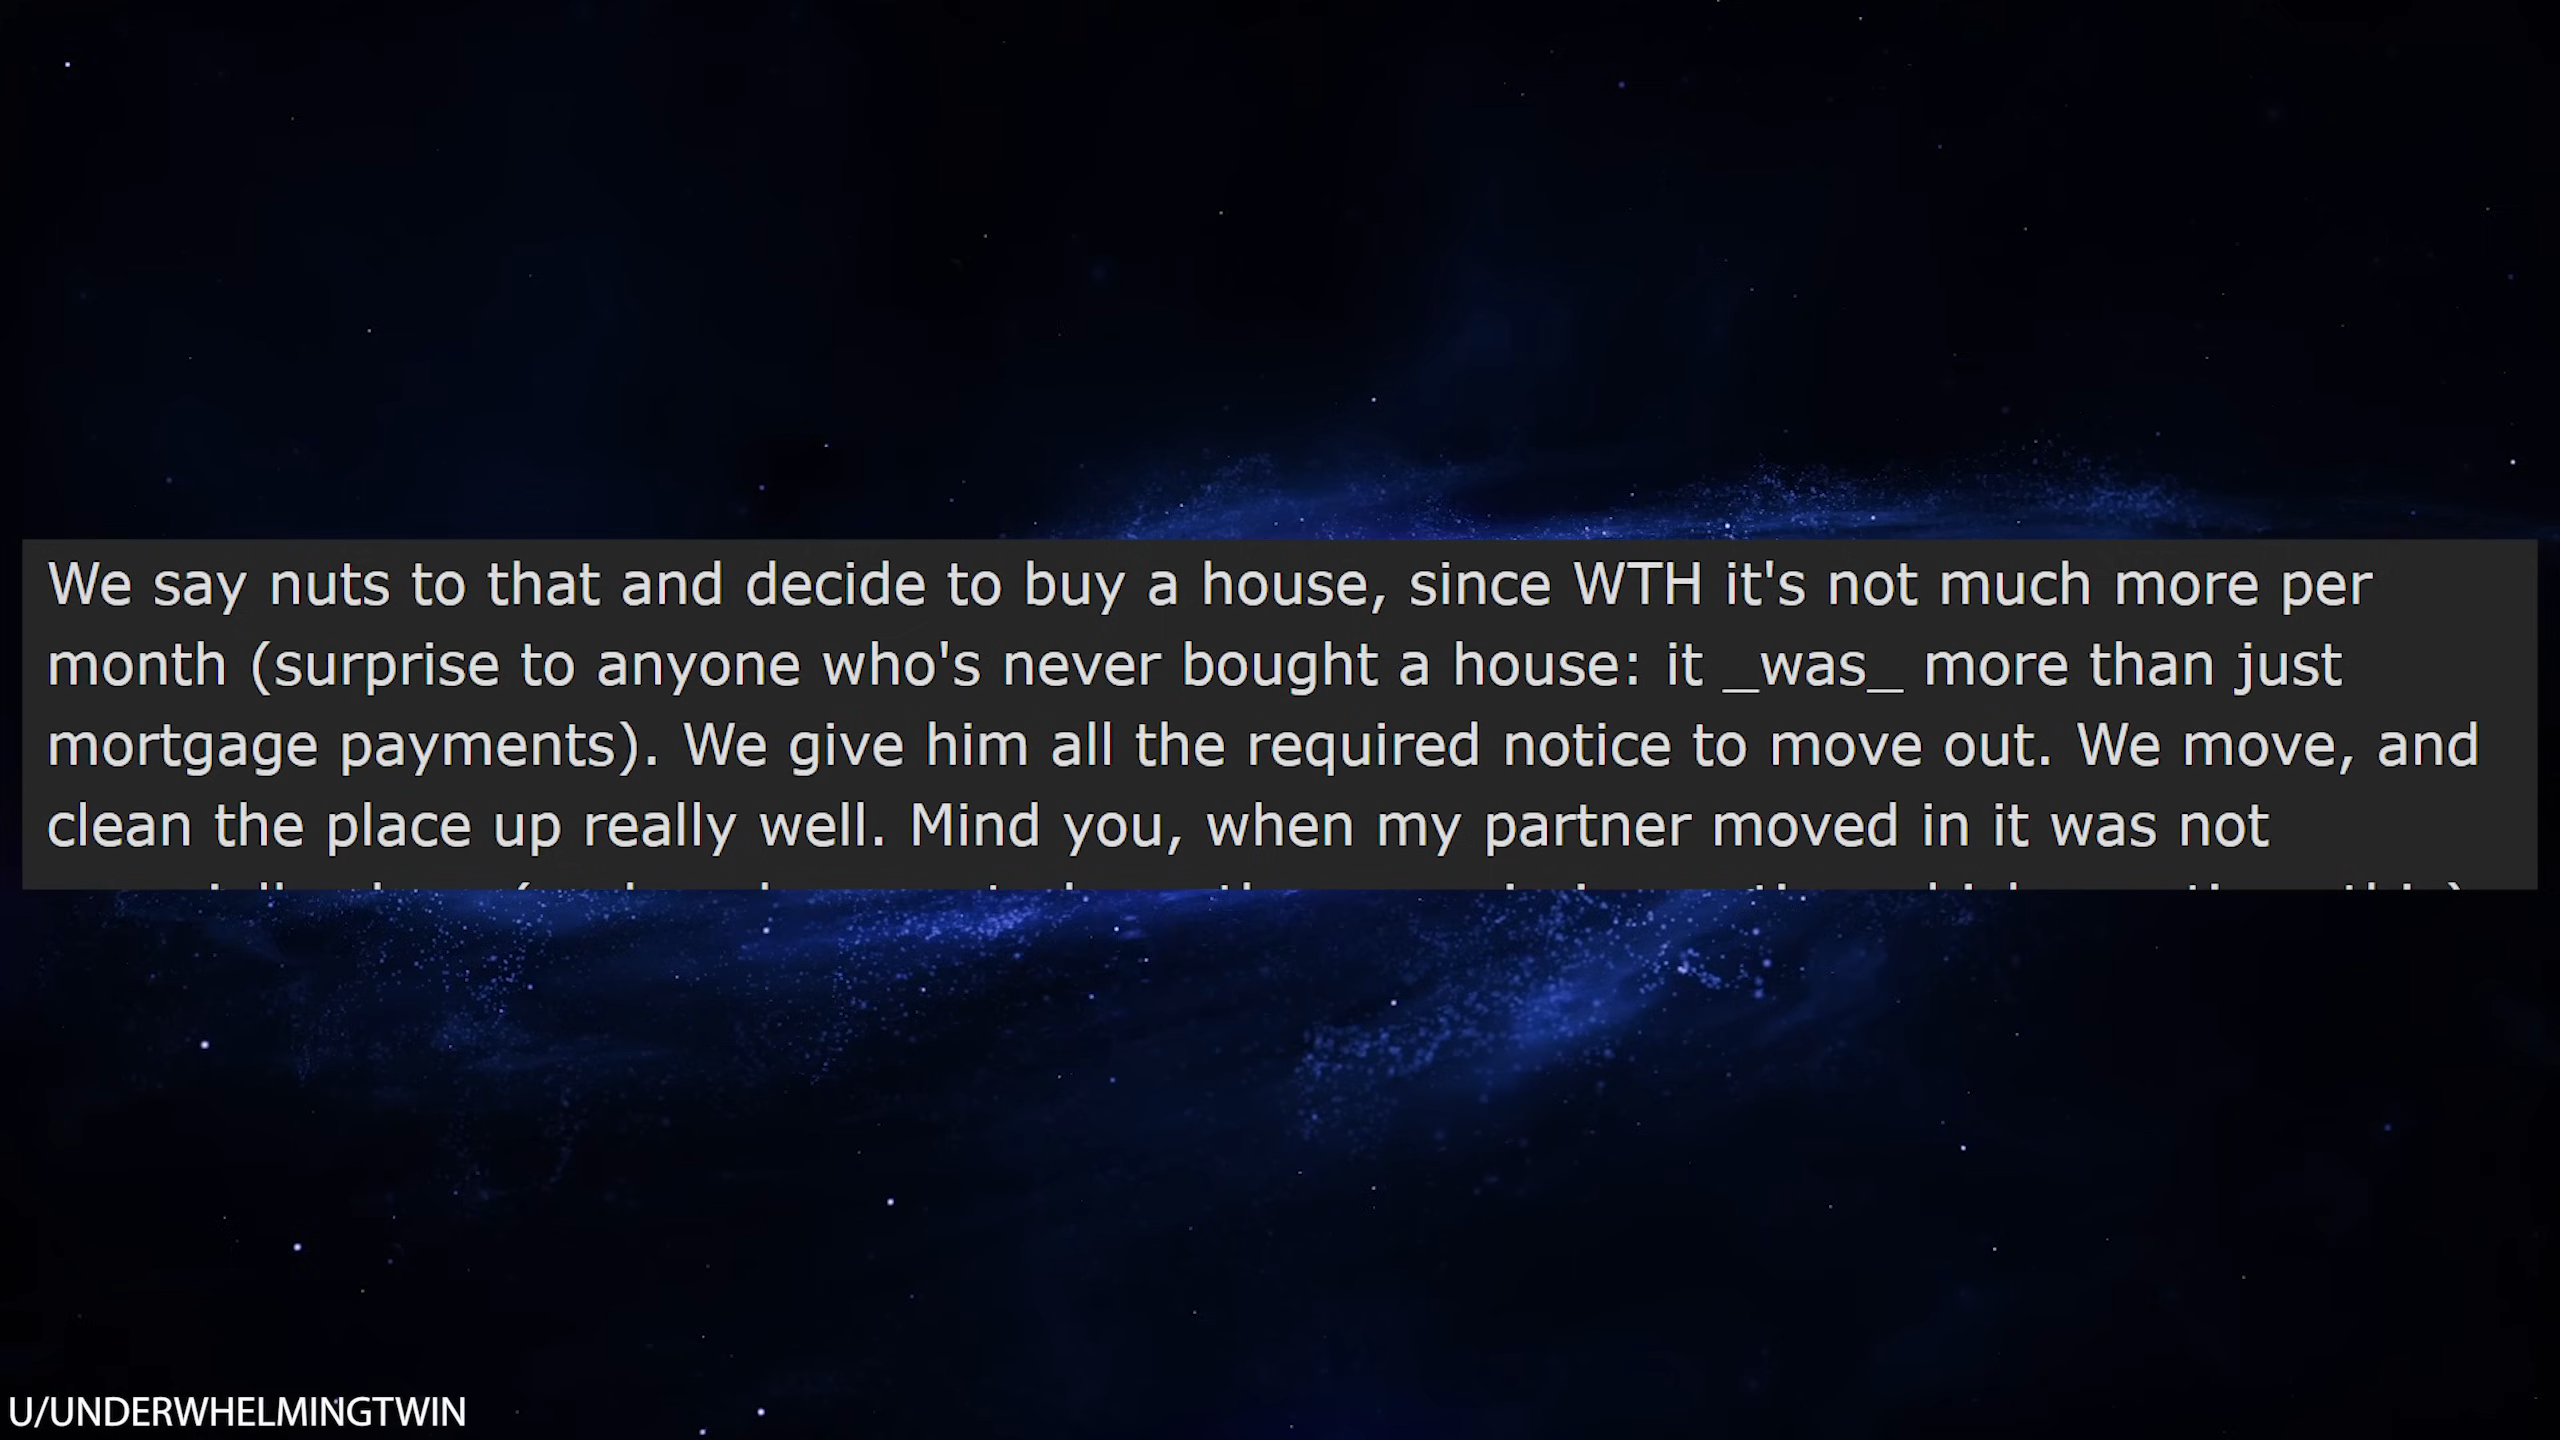 We say nuts to that and decide to buy a house, since WTH it's not much more per
month (surprise to anyone who's never bought a house: it _was_ more than just
mortgage payments). We give him all the required notice to move out. We move, and
clean the place up really well. Mind you, when my partner moved in it was not
U/UNDERWHELMINGTWIN